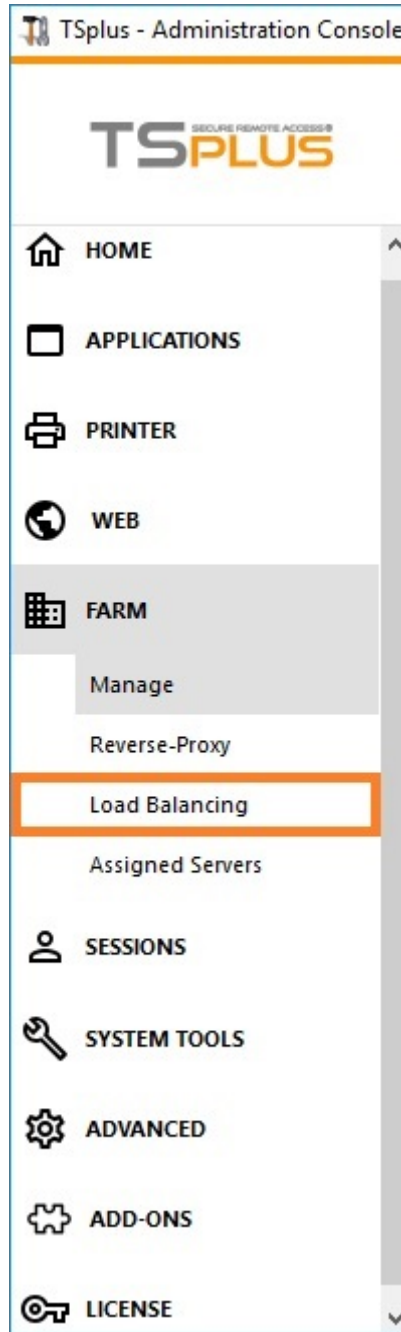 TSplus - Administration Console
SECURE REMOTE ACCESS®
TSPLUS
HOME
APPLICATIONS
PRINTER
WEB
FARM
Manage
Reverse-Proxy
Load Balancing
Assigned Servers
SESSIONS
SYSTEM TOOLS
ADVANCED
ADD-ONS
LICENSE